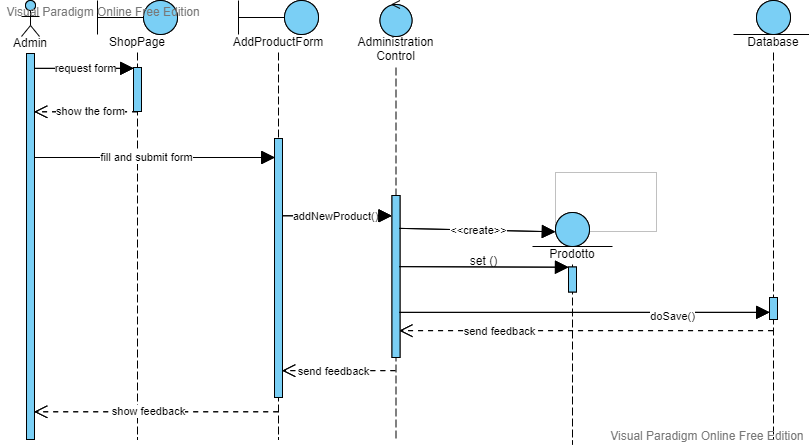 Visual Paradigm Online Free Edition
Admin
ShopPage
AddProductForm
Administration
Control
Database
request form
show the form
fill and submit form
addNewProduct()
<<create>>
Prodotto
set ()
doSave()
send feedback
send feedback
show feedback
Visual Paradigm Online Free Edition